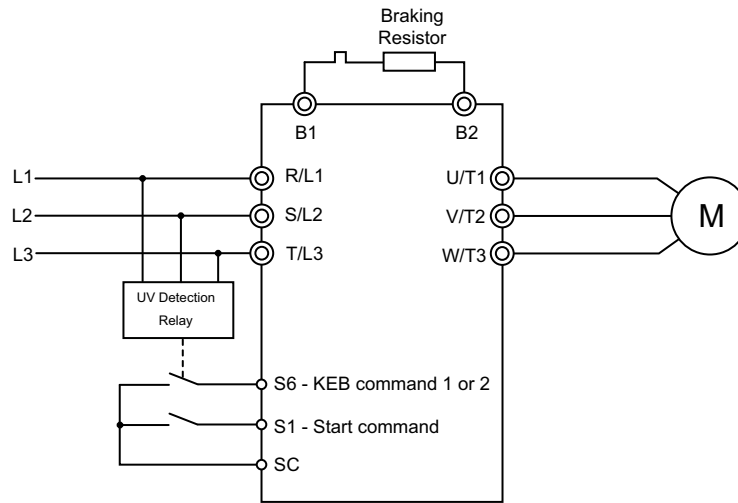 Braking
Resistor
B1
B2
L1
R/L1
U/T1
L2
S/L2
V/T2
M
L3
T/L3
W/T3
UV Detection
Relay
S6 - KEB command 1 or 2
S1 - Start command
SC